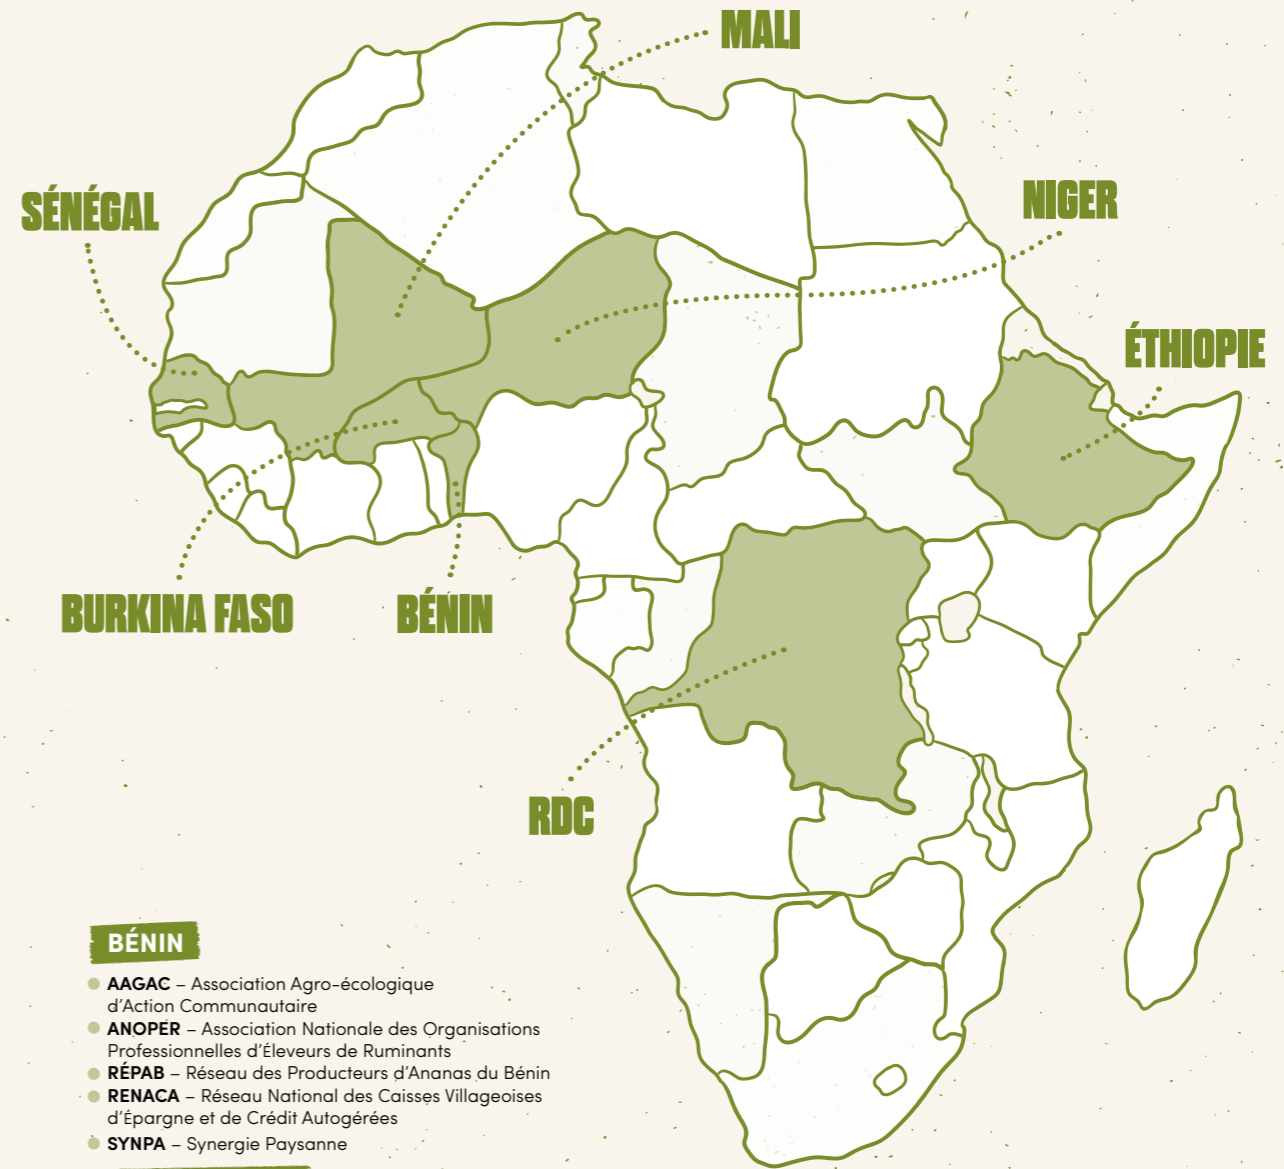 MALI
NIGER
SÉNÉGAL
ÉTHIOPIE
BURKINA FASO
BÉNIN
RDC
BÉNIN
AAGAC – Association Agro-écologique
d'Action Communautaire
ANOPER – Association Nationale des Organisations
Professionnelles d'Éleveurs de Ruminants
RÉPAB – Réseau des Producteurs d'Ananas du Bénin
RENACA – Réseau National des Caisses Villageoises
d'Épargne et de Crédit Autogérées
SYNPA – Synergie Paysanne